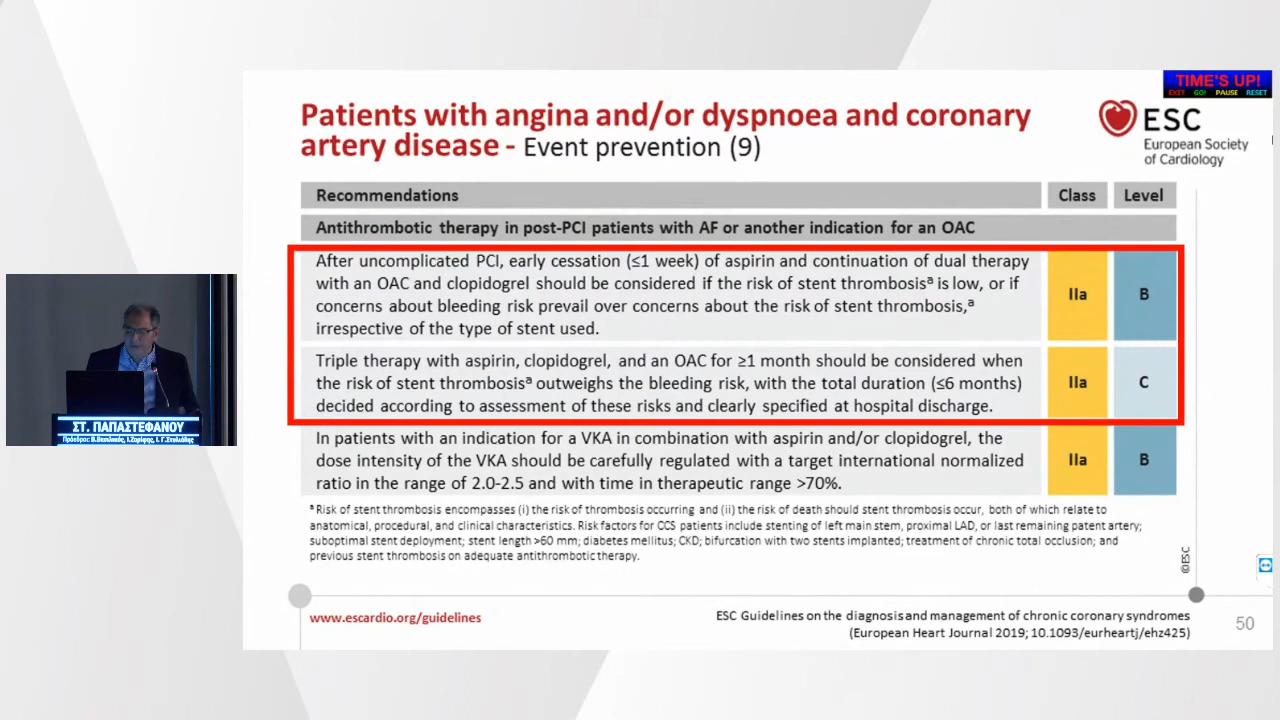 TIME'S UP!
EXIT GO! PAUSE RESET
Patients with angina and/or dyspnoea and coronary
artery disease - Event prevention (9)
ESC
European Society
of Cardiology
Recommendations Class Level
Antithrombotic therapy in post-PCI patients with AF or another indication for an OAC
After uncomplicated PCI, early cessation (≤1 week) of aspirin and continuation of dual therapy
with an OAC and clopidogrel should be considered if the risk of stent thrombosisᵃ is low, or if
concerns about bleeding risk prevail over concerns about the risk of stent thrombosis,ᵃ
irrespective of the type of stent used.
IIa B
Triple therapy with aspirin, clopidogrel, and an OAC for ≥1 month should be considered when
the risk of stent thrombosisᵃ outweighs the bleeding risk, with the total duration (≤6 months)
decided according to assessment of these risks and clearly specified at hospital discharge.
IIa C
In patients with an indication for a VKA in combination with aspirin and/or clopidogrel, the
dose intensity of the VKA should be carefully regulated with a target international normalized
ratio in the range of 2.0-2.5 and with time in therapeutic range >70%.
IIa B
ᵃ Risk of stent thrombosis encompasses (i) the risk of thrombosis occurring and (ii) the risk of death should stent thrombosis occur, both of which relate to
anatomical, procedural, and clinical characteristics. Risk factors for CCS patients include stenting of left main stem, proximal LAD, or last remaining patent artery;
suboptimal stent deployment; stent length >60 mm; diabetes mellitus; CKD; bifurcation with two stents implanted; treatment of chronic total occlusion; and
previous stent thrombosis on adequate antithrombotic therapy.
©ESC
www.escardio.org/guidelines
ESC Guidelines on the diagnosis and management of chronic coronary syndromes
(European Heart Journal 2019; 10.1093/eurheartj/ehz425)
50
ΣΤ. ΠΑΠΑΣΤΕΦΑΝΟΥ
Πρόεδροι: Β.Βασιλικός, Ι.Ζαρίφης, Ι. Γ.Στυλιάδης